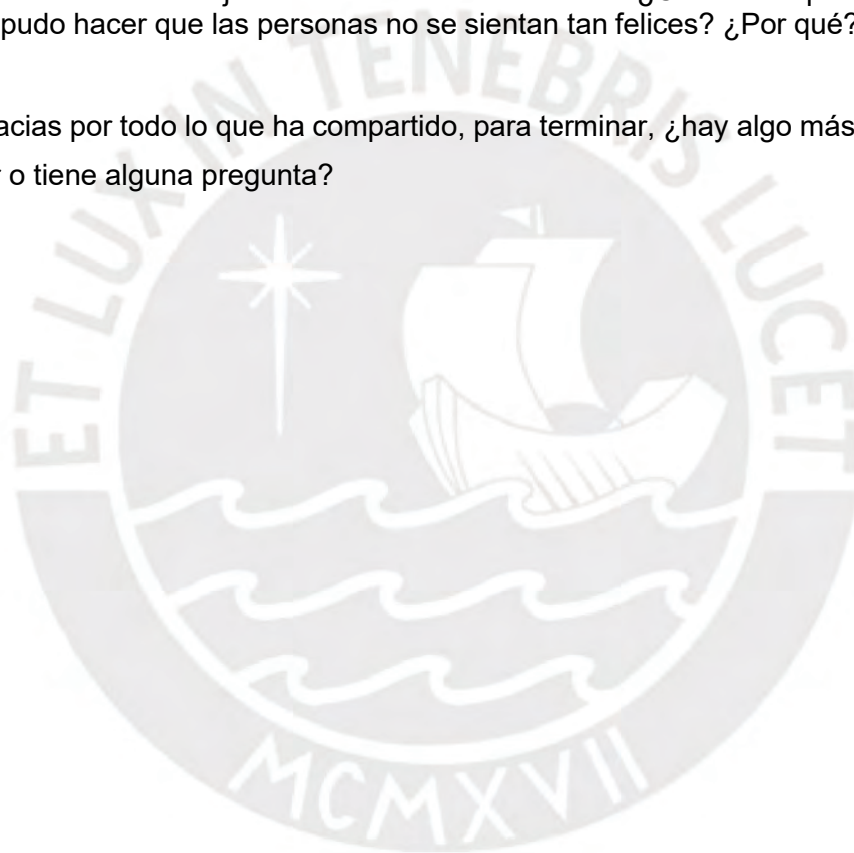 pudo hacer que las personas no se sientan tan felices? ¿Por qué?
acias por todo lo que ha compartido, para terminar, ¿hay algo más
o tiene alguna pregunta?
ET LUX IN TENEBRIS LUCET
MCMXVII